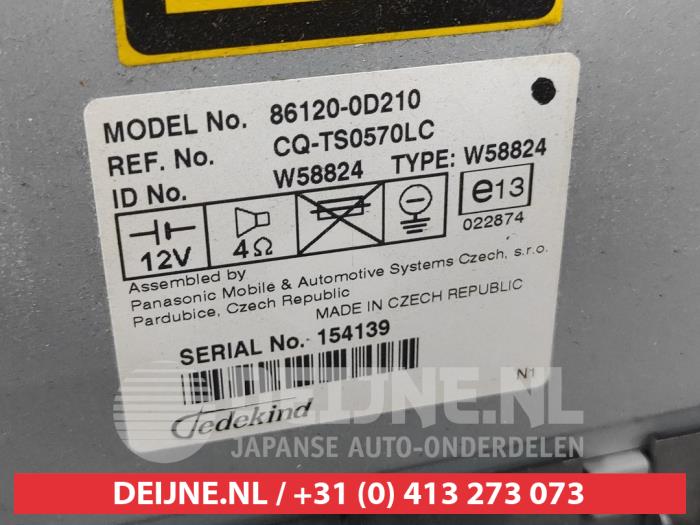 MODEL No. 86120-0D210
REF. No. CQ-TS0570LC
ID No. W58824 TYPE: W58824
12V 4Ω e13
022874
Assembled by
Panasonic Mobile & Automotive Systems Czech, s.r.o.
Pardubice, Czech Republic
MADE IN CZECH REPUBLIC
SERIAL No. 154139
N1
Tedekind
DEIJNE.NL
JAPANSE AUTO-ONDERDELEN
DEIJNE.NL / +31 (0) 413 273 073